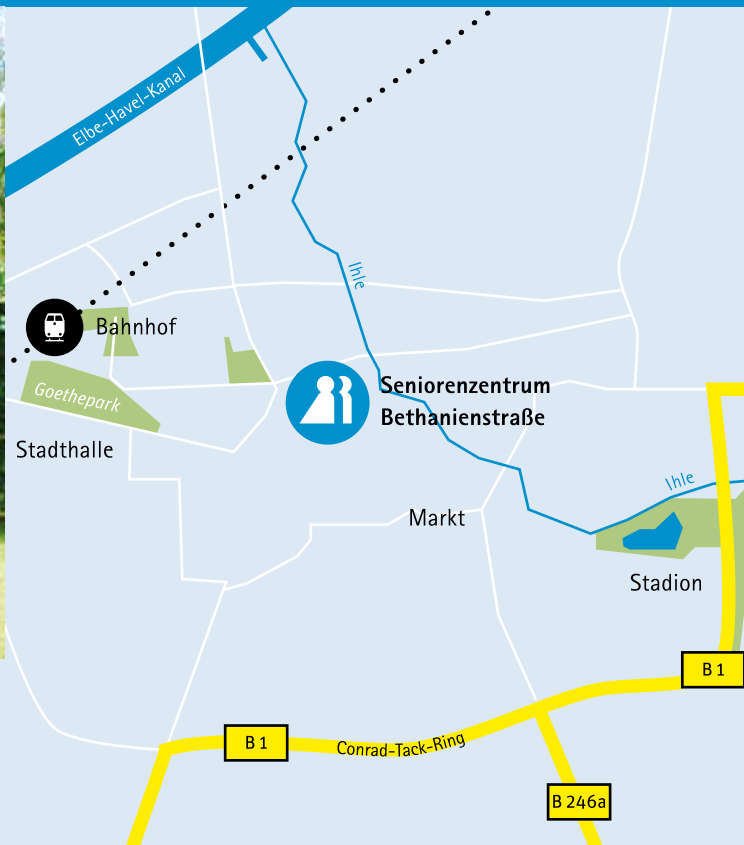 Elbe-Havel-Kanal
Ihle
Bahnhof
Goethepark
Stadthalle
Seniorenzentrum
Bethanienstraße
Markt
Ihle
Stadion
B 1
B 1
Conrad-Tack-Ring
B 246a